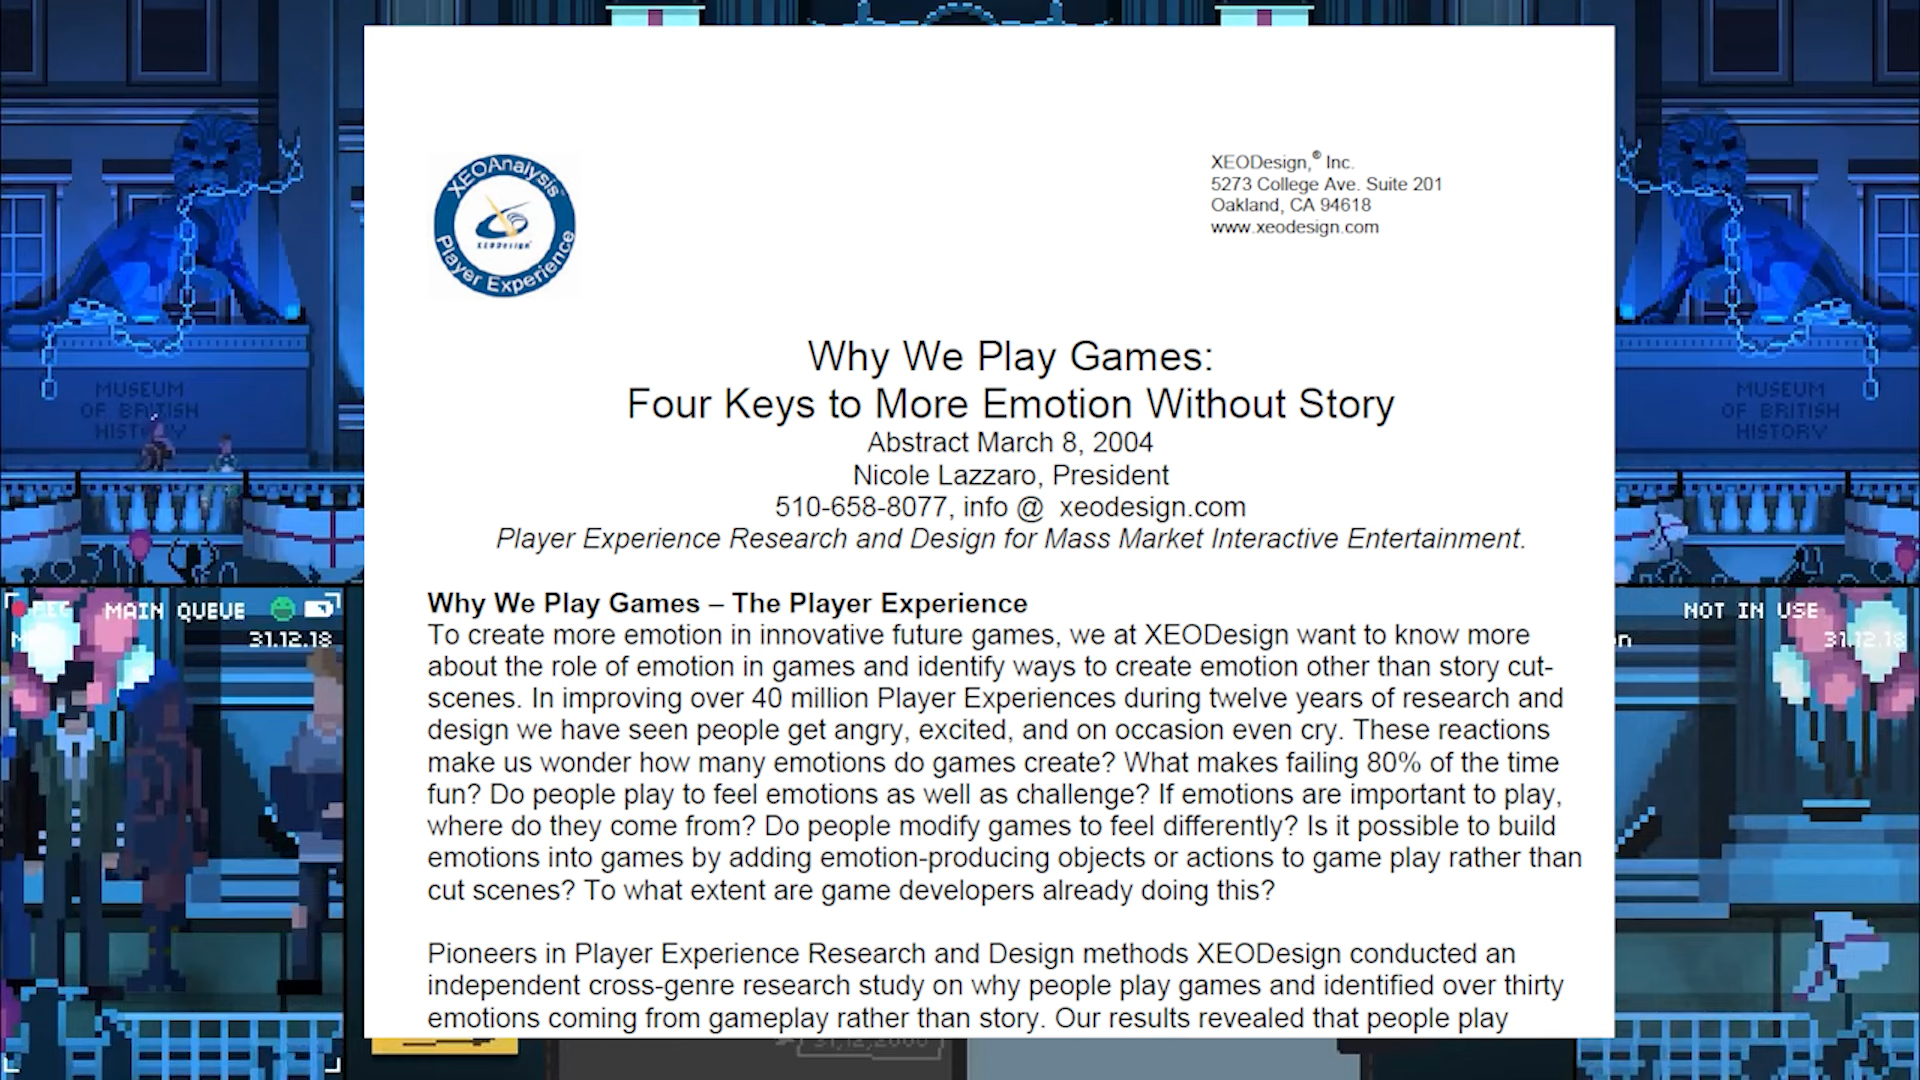 XEOAnalysis™
XEODesign®
Player Experience
XEODesign,® Inc.
5273 College Ave. Suite 201
Oakland, CA 94618
www.xeodesign.com
Why We Play Games:
Four Keys to More Emotion Without Story
Abstract March 8, 2004
Nicole Lazzaro, President
510-658-8077, info @ xeodesign.com
Player Experience Research and Design for Mass Market Interactive Entertainment.
Why We Play Games – The Player Experience
To create more emotion in innovative future games, we at XEODesign want to know more
about the role of emotion in games and identify ways to create emotion other than story cut-
scenes. In improving over 40 million Player Experiences during twelve years of research and
design we have seen people get angry, excited, and on occasion even cry. These reactions
make us wonder how many emotions do games create? What makes failing 80% of the time
fun? Do people play to feel emotions as well as challenge? If emotions are important to play,
where do they come from? Do people modify games to feel differently? Is it possible to build
emotions into games by adding emotion-producing objects or actions to game play rather than
cut scenes? To what extent are game developers already doing this?
Pioneers in Player Experience Research and Design methods XEODesign conducted an
independent cross-genre research study on why people play games and identified over thirty
emotions coming from gameplay rather than story. Our results revealed that people play
MUSEUM
OF BRITISH
HISTORY
MUSEUM
OF BRITISH
HISTORY
REC MAIN QUEUE
31.12.18
NOT IN USE
31.12.18
31,12,2000